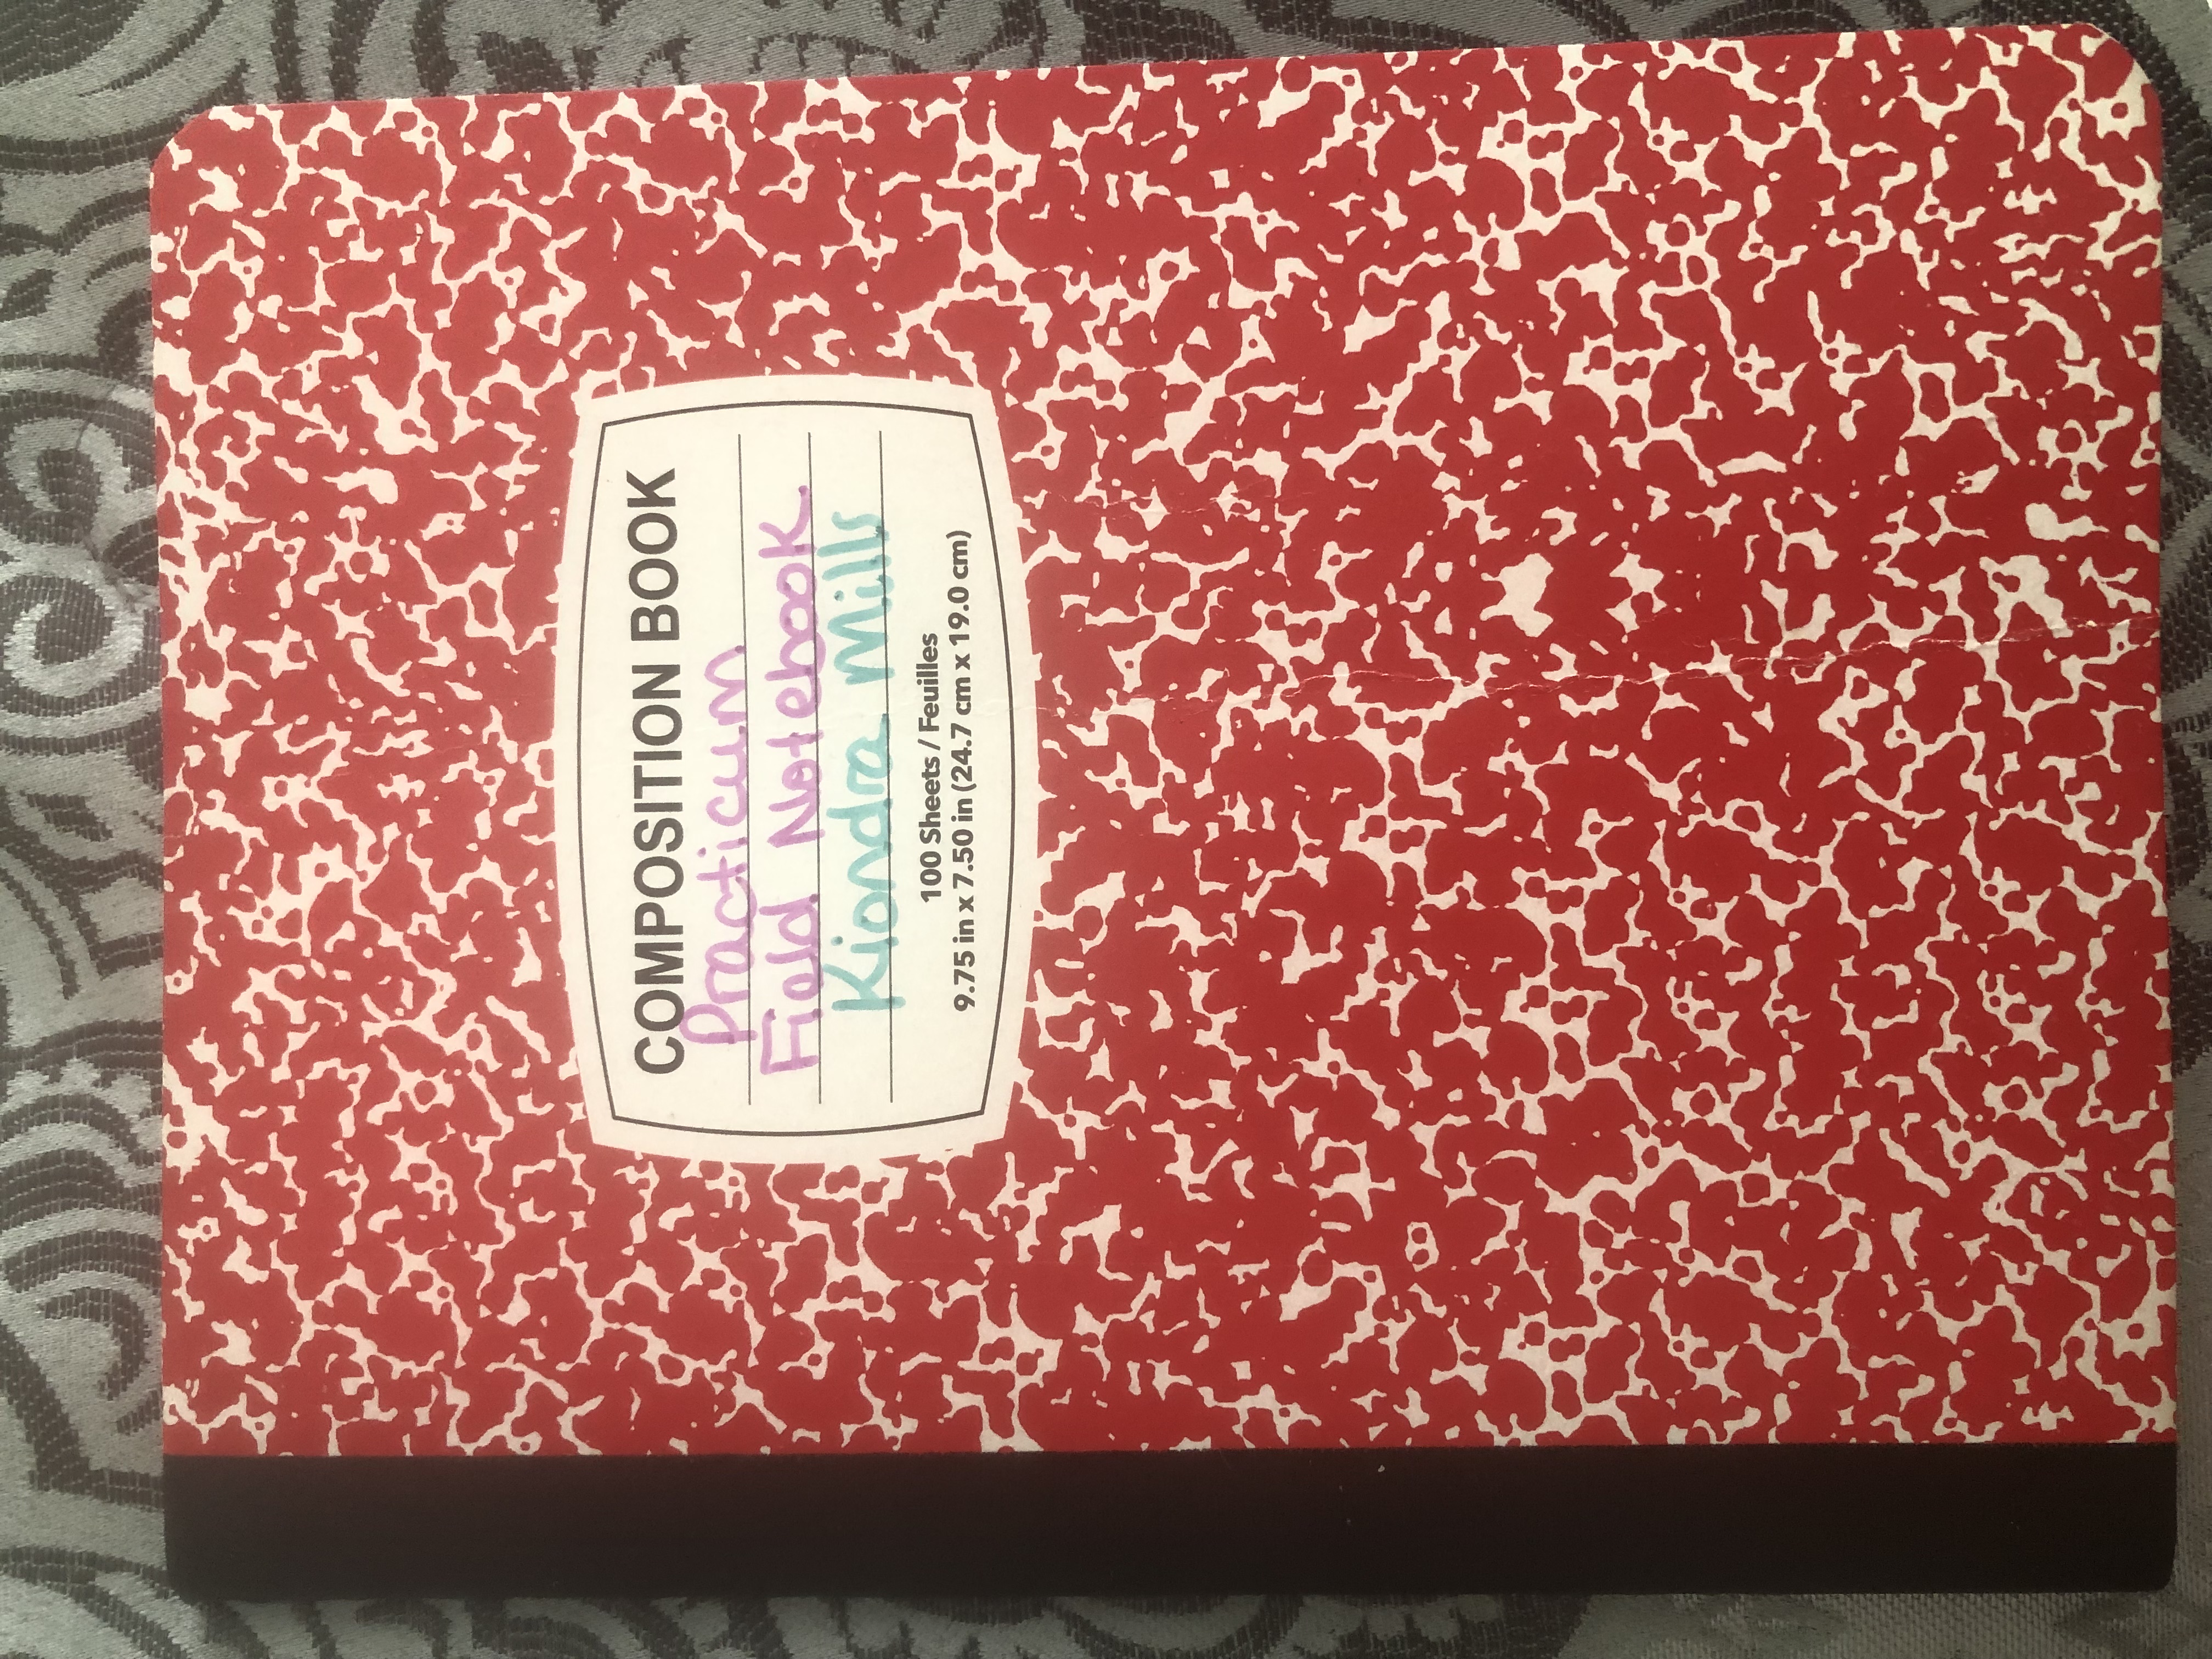 COMPOSITION BOOK
Practicum
Field Notebook
Kiondra Mills
100 Sheets / Feuilles
9.75 in x 7.50 in (24.7 cm x 19.0 cm)